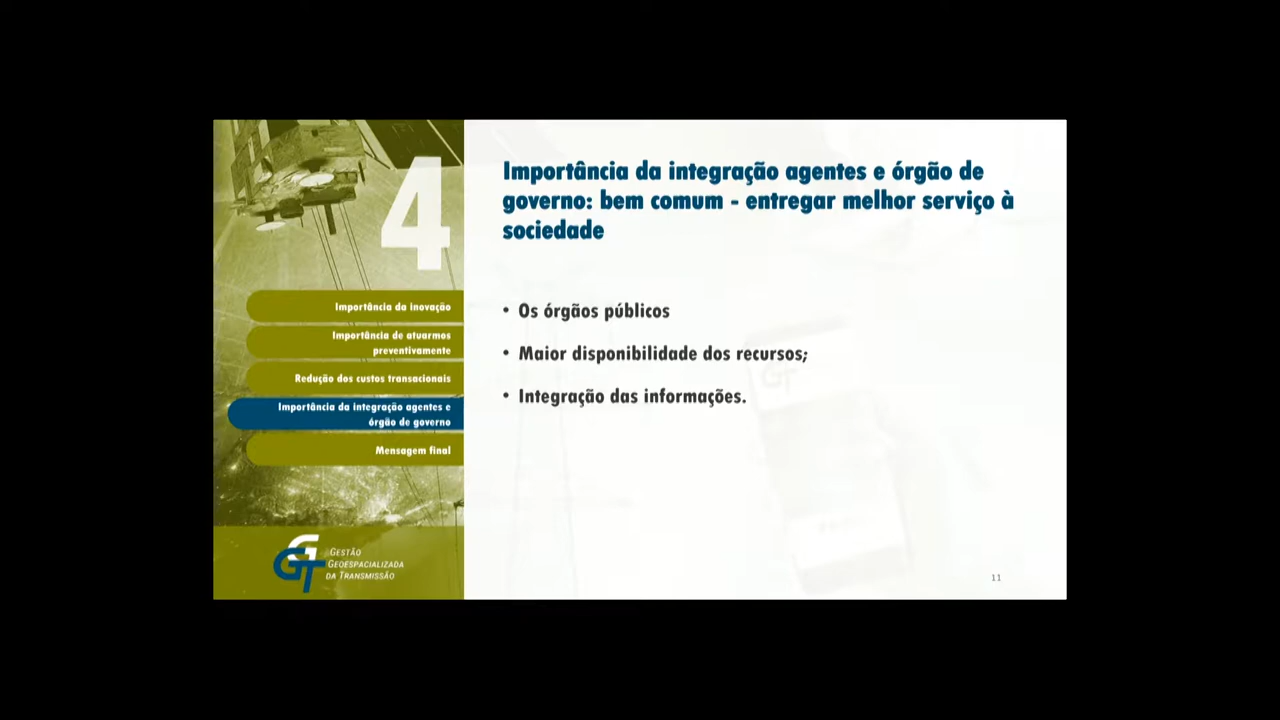 4
Importância da inovação
Importância de atuarmos
preventivamente
Redução dos custos transacionais
Importância da integração agentes e
órgão de governo
Mensagem final
GGT
GESTÃO
GEOESPACIALIZADA
DA TRANSMISSÃO
Importância da integração agentes e órgão de
governo: bem comum - entregar melhor serviço à
sociedade
• Os órgãos públicos
• Maior disponibilidade dos recursos;
• Integração das informações.
11